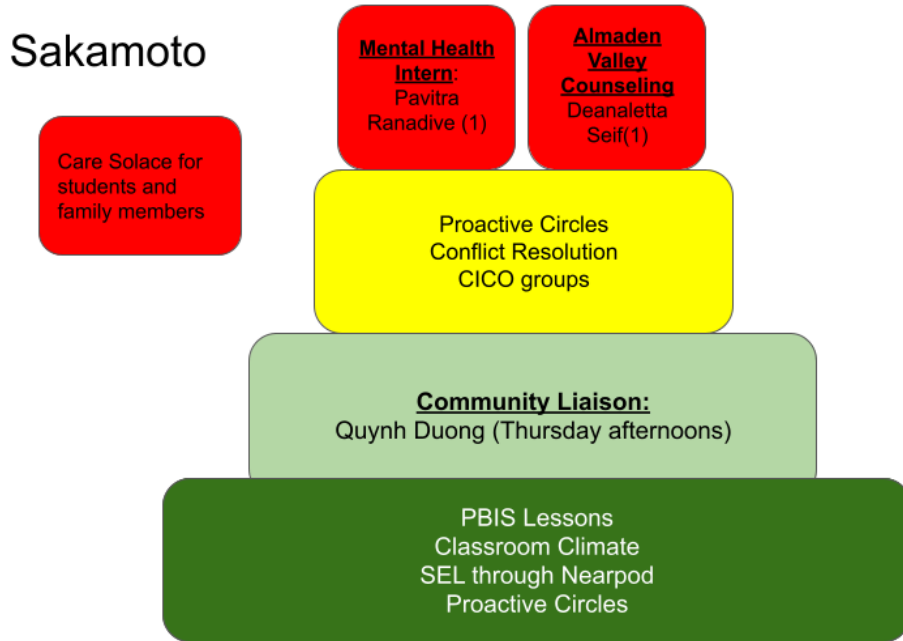 Sakamoto
Mental Health
Intern:
Pavitra
Ranadive (1)
Almaden
Valley
Counseling
Deanaletta
Seif(1)
Care Solace for
students and
family members
Proactive Circles
Conflict Resolution
CICO groups
Community Liaison:
Quynh Duong (Thursday afternoons)
PBIS Lessons
Classroom Climate
SEL through Nearpod
Proactive Circles